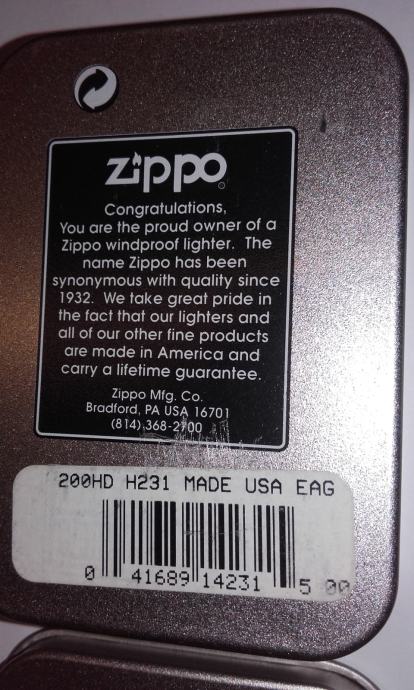 zippo
Congratulations,
You are the proud owner of a
Zippo windproof lighter. The
name Zippo has been
synonymous with quality since
1932. We take great pride in
the fact that our lighters and
all of our other fine products
are made in America and
carry a lifetime guarantee.
Zippo Mfg. Co.
Bradford, PA USA 16701
(814) 368-2700
200HD H231 MADE USA EAG
0 41689 14231 5 00